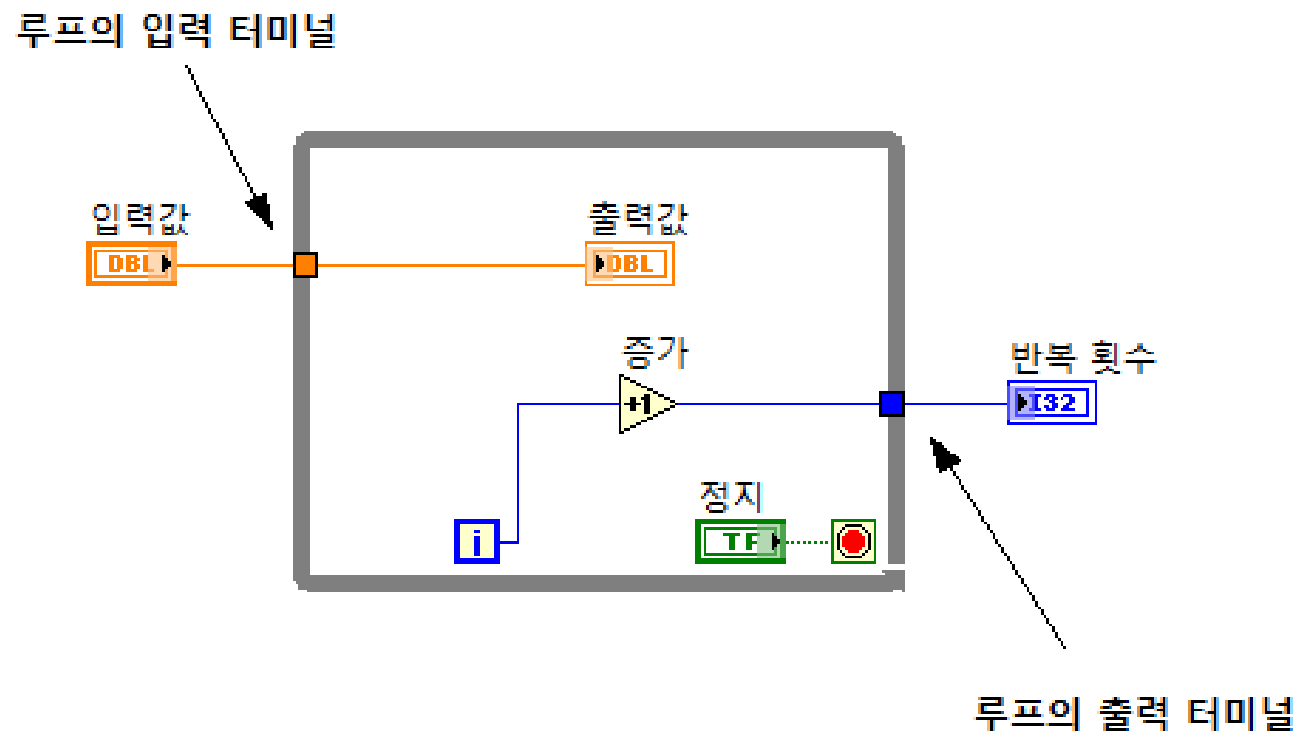 루프의 입력 터미널
입력값
DBL
출력값
DBL
증가
+1
반복 횟수
I32
정지
TF
i
루프의 출력 터미널